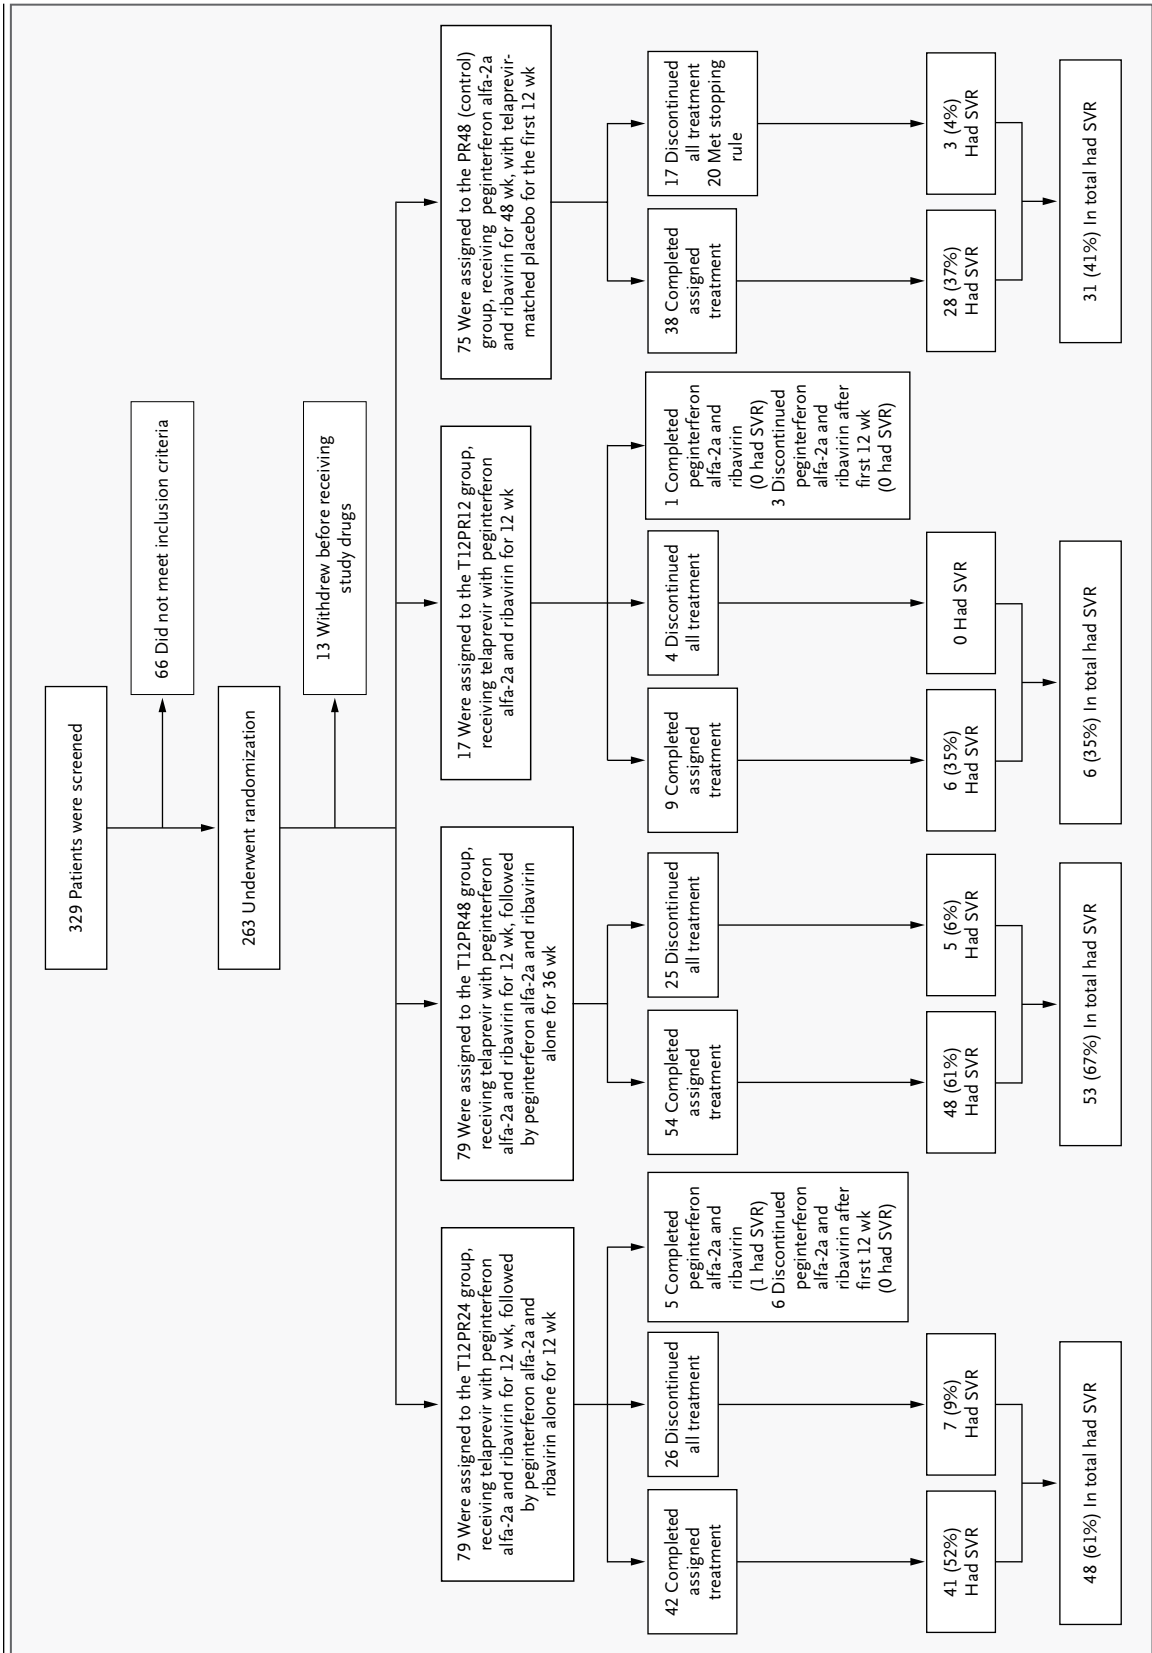 329 Patients were screened
66 Did not meet inclusion criteria
263 Underwent randomization
13 Withdrew before receiving
study drugs
79 Were assigned to the T12PR24 group,
receiving telaprevir with peginterferon
alfa-2a and ribavirin for 12 wk, followed
by peginterferon alfa-2a and
ribavirin alone for 12 wk
79 Were assigned to the T12PR48 group,
receiving telaprevir with peginterferon
alfa-2a and ribavirin for 12 wk, followed
by peginterferon alfa-2a and ribavirin
alone for 36 wk
17 Were assigned to the T12PR12 group,
receiving telaprevir with peginterferon
alfa-2a and ribavirin for 12 wk
75 Were assigned to the PR48 (control)
group, receiving peginterferon alfa-2a
and ribavirin for 48 wk, with telaprevir-
matched placebo for the first 12 wk
42 Completed
assigned
treatment
26 Discontinued
all treatment
5 Completed
peginterferon
alfa-2a and
ribavirin
(1 had SVR)
6 Discontinued
peginterferon
alfa-2a and
ribavirin after
first 12 wk
(0 had SVR)
54 Completed
assigned
treatment
25 Discontinued
all treatment
9 Completed
assigned
treatment
4 Discontinued
all treatment
1 Completed
peginterferon
alfa-2a and
ribavirin
(0 had SVR)
3 Discontinued
peginterferon
alfa-2a and
ribavirin after
first 12 wk
(0 had SVR)
38 Completed
assigned
treatment
17 Discontinued
all treatment
20 Met stopping
rule
41 (52%)
Had SVR
7 (9%)
Had SVR
48 (61%)
Had SVR
5 (6%)
Had SVR
6 (35%)
Had SVR
0 Had SVR
28 (37%)
Had SVR
3 (4%)
Had SVR
48 (61%) In total had SVR
53 (67%) In total had SVR
6 (35%) In total had SVR
31 (41%) In total had SVR